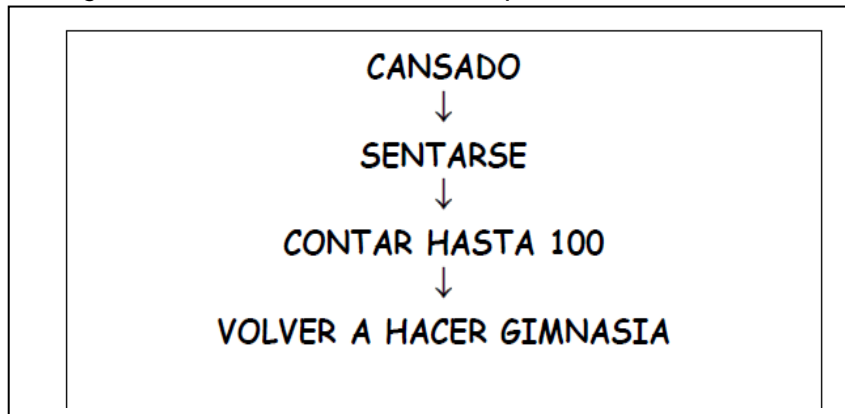 CANSADO
↓
SENTARSE
↓
CONTAR HASTA 100
↓
VOLVER A HACER GIMNASIA